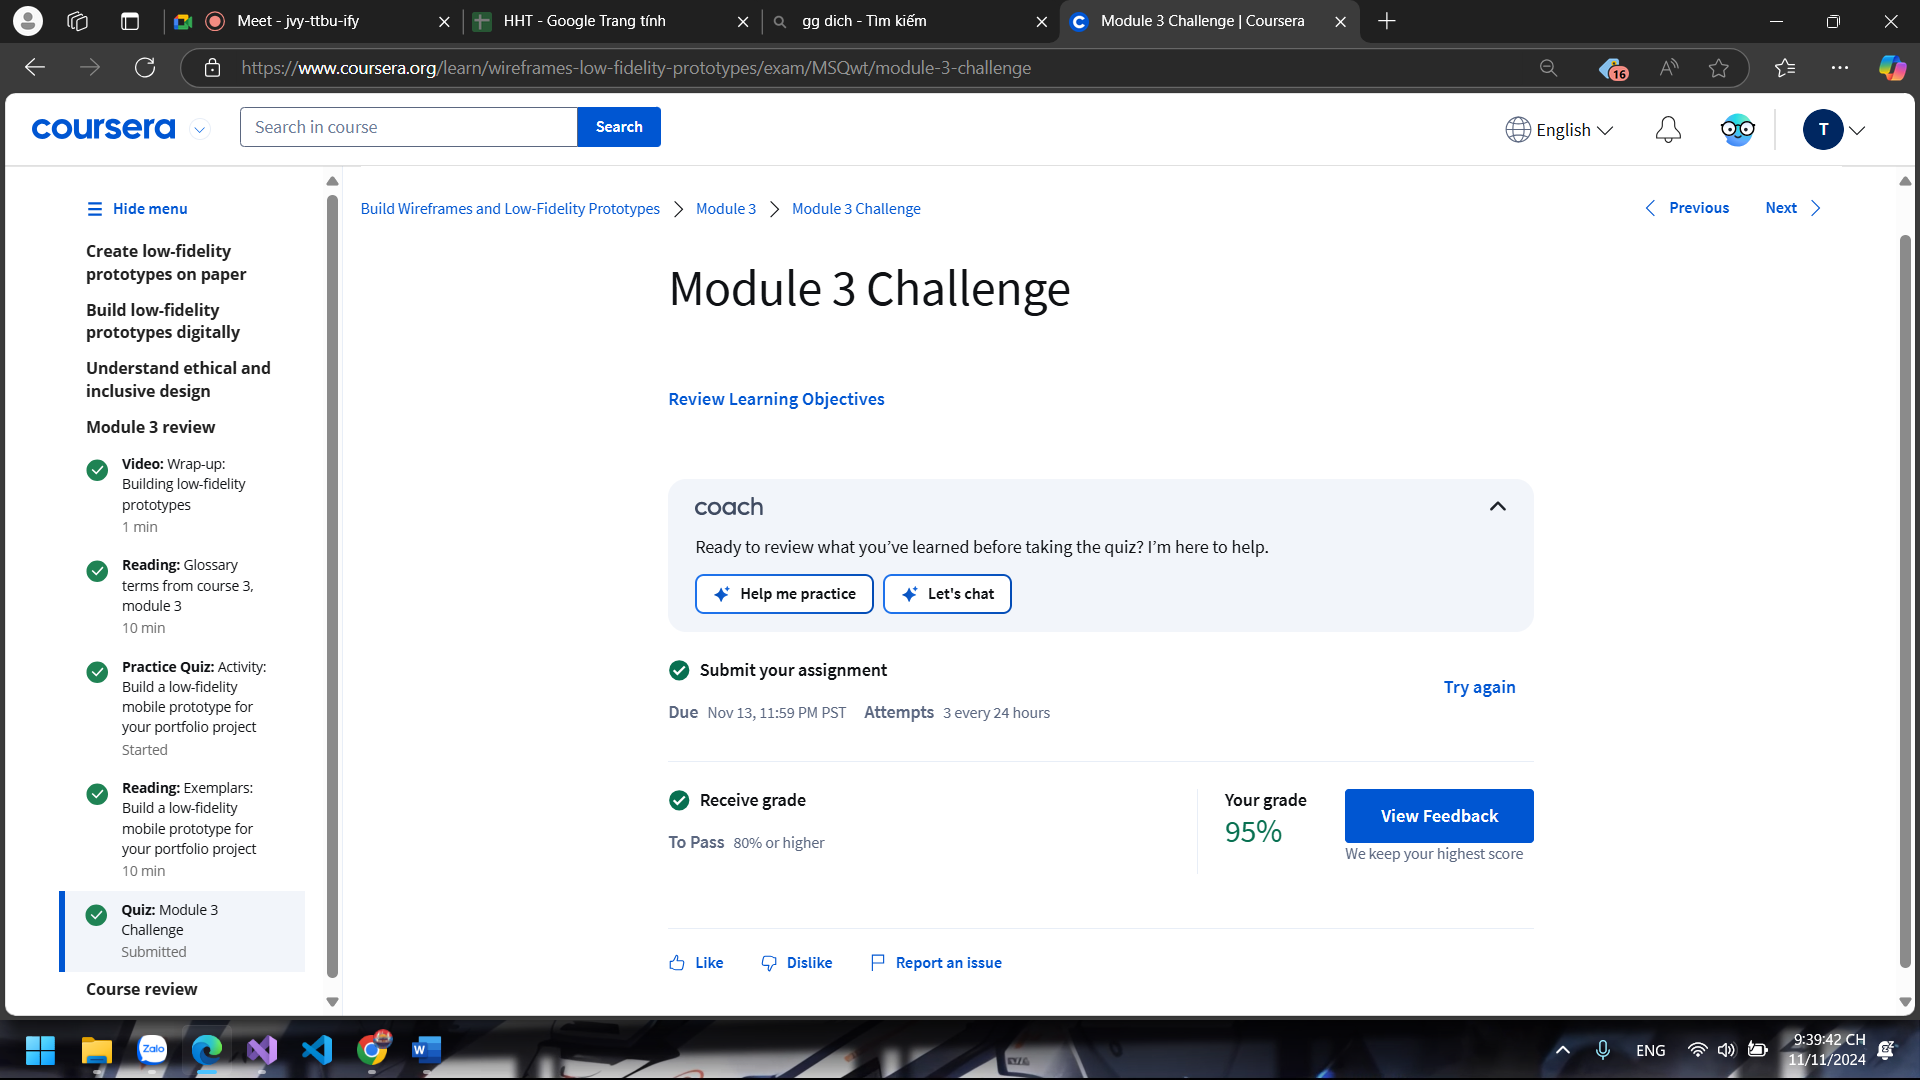 Meet - jvy-ttbu-ify
HHT - Google Trang tính
gg dich - Tìm kiếm
Module 3 Challenge | Coursera
https://www.coursera.org/learn/wireframes-low-fidelity-prototypes/exam/MSQwt/module-3-challenge
16
coursera
Search in course
Search
English
T
Hide menu
Create low-fidelity
prototypes on paper
Build low-fidelity
prototypes digitally
Understand ethical and
inclusive design
Module 3 review
Video: Wrap-up:
Building low-fidelity
prototypes
1 min
Reading: Glossary
terms from course 3,
module 3
10 min
Practice Quiz: Activity:
Build a low-fidelity
mobile prototype for
your portfolio project
Started
Reading: Exemplars:
Build a low-fidelity
mobile prototype for
your portfolio project
10 min
Quiz: Module 3
Challenge
Submitted
Course review
Build Wireframes and Low-Fidelity Prototypes
Module 3
Module 3 Challenge
Previous
Next
Module 3 Challenge
Review Learning Objectives
coach
Ready to review what you’ve learned before taking the quiz? I’m here to help.
Help me practice
Let's chat
Submit your assignment
Due Nov 13, 11:59 PM PST Attempts 3 every 24 hours
Try again
Receive grade
To Pass 80% or higher
Your grade
95%
View Feedback
We keep your highest score
Like
Dislike
Report an issue
Zalo
ENG
9:39:42 CH
11/11/2024